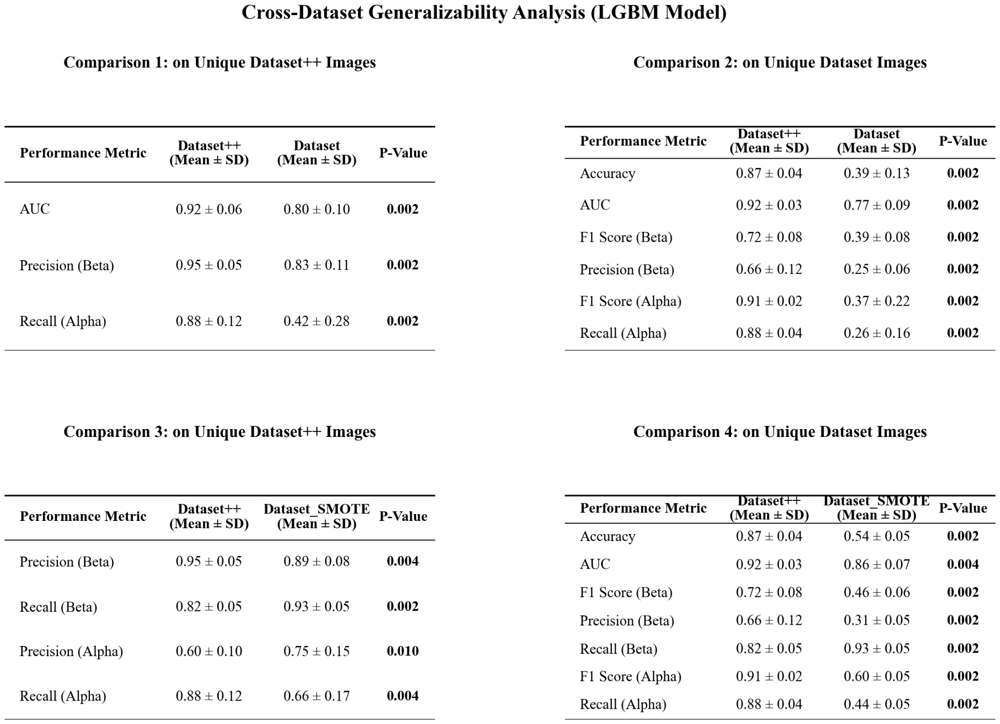 Cross-Dataset Generalizability Analysis (LGBM Model)
Comparison 1: on Unique Dataset++ Images
Performance Metric Dataset++ (Mean ± SD) Dataset (Mean ± SD) P-Value
AUC 0.92 ± 0.06 0.80 ± 0.10 0.002
Precision (Beta) 0.95 ± 0.05 0.83 ± 0.11 0.002
Recall (Alpha) 0.88 ± 0.12 0.42 ± 0.28 0.002
Comparison 2: on Unique Dataset Images
Performance Metric Dataset++ (Mean ± SD) Dataset (Mean ± SD) P-Value
Accuracy 0.87 ± 0.04 0.39 ± 0.13 0.002
AUC 0.92 ± 0.03 0.77 ± 0.09 0.002
F1 Score (Beta) 0.72 ± 0.08 0.39 ± 0.08 0.002
Precision (Beta) 0.66 ± 0.12 0.25 ± 0.06 0.002
F1 Score (Alpha) 0.91 ± 0.02 0.37 ± 0.22 0.002
Recall (Alpha) 0.88 ± 0.04 0.26 ± 0.16 0.002
Comparison 3: on Unique Dataset++ Images
Performance Metric Dataset++ (Mean ± SD) Dataset_SMOTE (Mean ± SD) P-Value
Precision (Beta) 0.95 ± 0.05 0.89 ± 0.08 0.004
Recall (Beta) 0.82 ± 0.05 0.93 ± 0.05 0.002
Precision (Alpha) 0.60 ± 0.10 0.75 ± 0.15 0.010
Recall (Alpha) 0.88 ± 0.12 0.66 ± 0.17 0.004
Comparison 4: on Unique Dataset Images
Performance Metric Dataset++ (Mean ± SD) Dataset_SMOTE (Mean ± SD) P-Value
Accuracy 0.87 ± 0.04 0.54 ± 0.05 0.002
AUC 0.92 ± 0.03 0.86 ± 0.07 0.004
F1 Score (Beta) 0.72 ± 0.08 0.46 ± 0.06 0.002
Precision (Beta) 0.66 ± 0.12 0.31 ± 0.05 0.002
Recall (Beta) 0.82 ± 0.05 0.93 ± 0.05 0.002
F1 Score (Alpha) 0.91 ± 0.02 0.60 ± 0.05 0.002
Recall (Alpha) 0.88 ± 0.04 0.44 ± 0.05 0.002